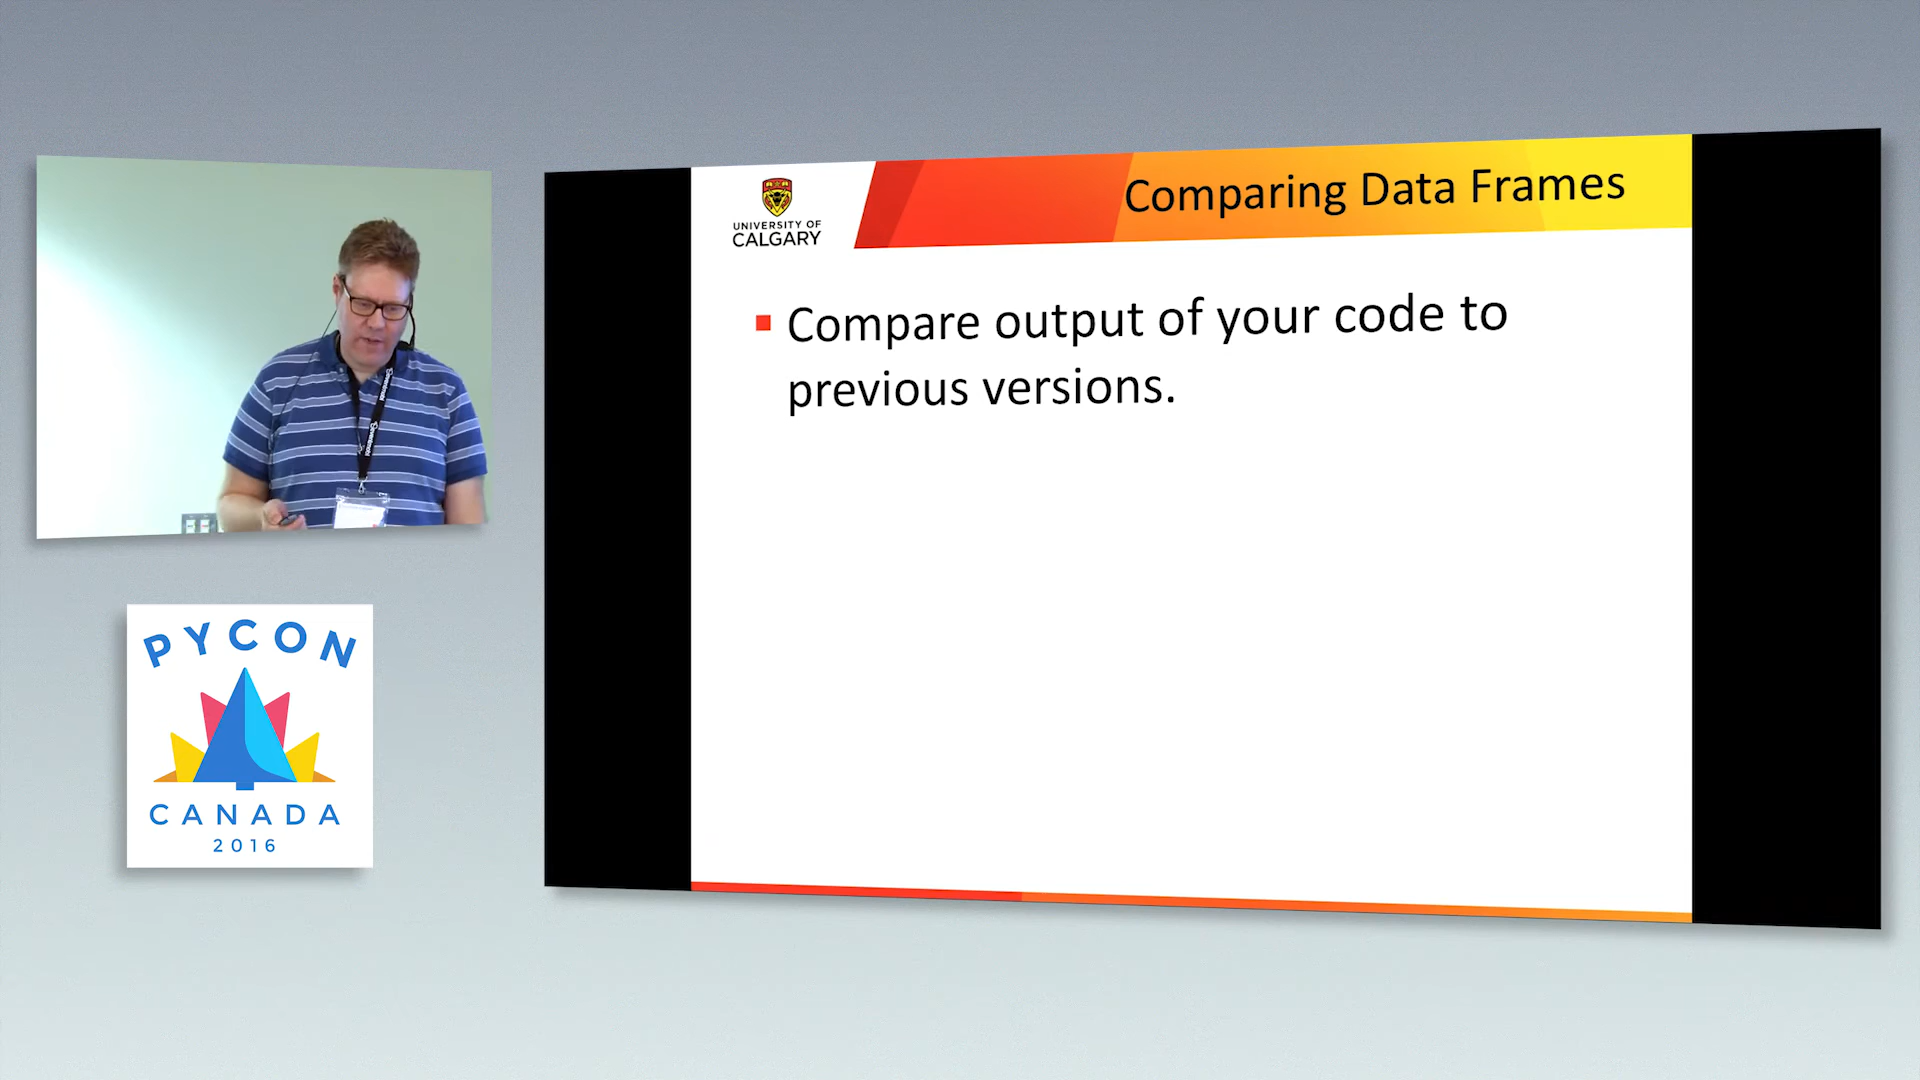 UNIVERSITY OF
CALGARY
Comparing Data Frames
Compare output of your code to
previous versions.
PYCON
CANADA
2016